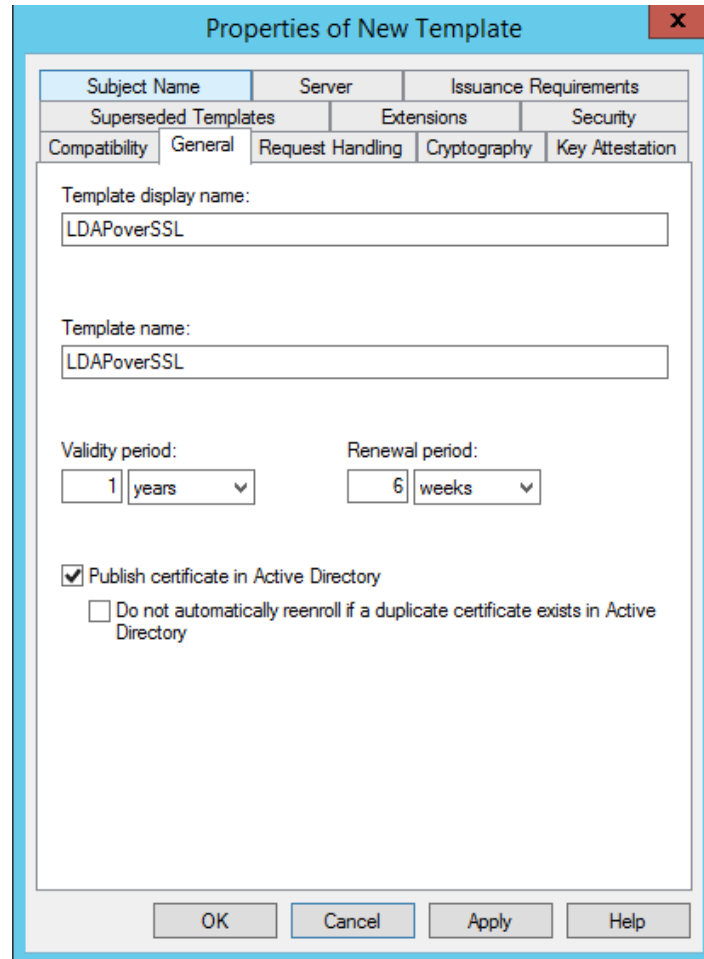 Properties of New Template
x
Subject Name Server Issuance Requirements
Superseded Templates Extensions Security
Compatibility General Request Handling Cryptography Key Attestation
Template display name:
LDAPoverSSL
Template name:
LDAPoverSSL
Validity period: Renewal period:
1 years 6 weeks
Publish certificate in Active Directory
Do not automatically reenroll if a duplicate certificate exists in Active
Directory
OK Cancel Apply Help